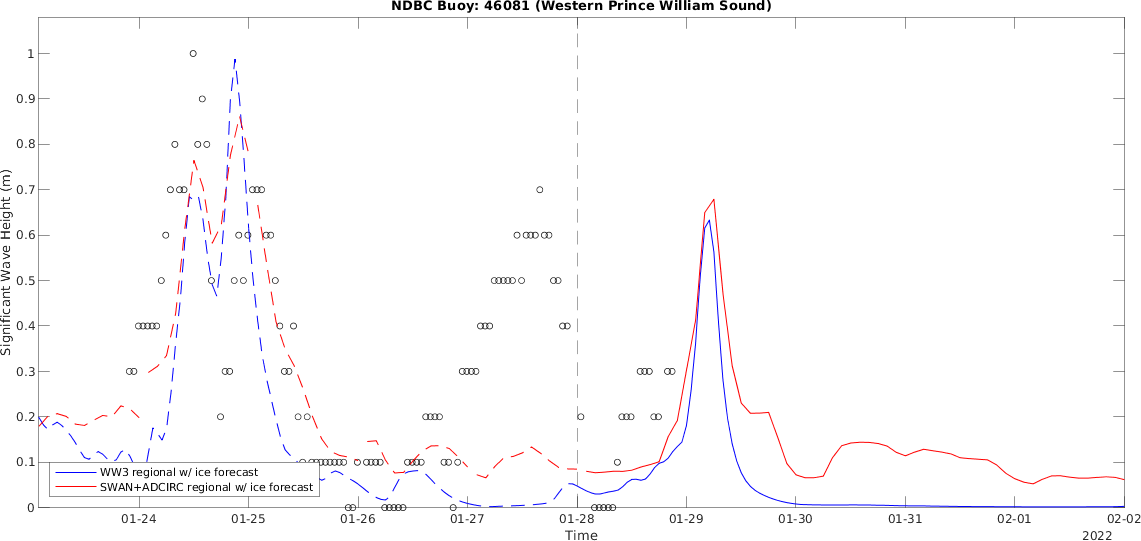 NDBC Buoy: 46081 (Western Prince William Sound)
1
0.9
0.8
0.7
0.6
0.5
0.4
0.3
0.2
0.1
0
Significant Wave Height (m)
WW3 regional w/ ice forecast
SWAN+ADCIRC regional w/ ice forecast
01-24 01-25 01-26 01-27 01-28 01-29 01-30 01-31 02-01 02-02
Time
2022